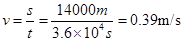 v = s/t = 14000m/3.6×10⁴s = 0.39m/s